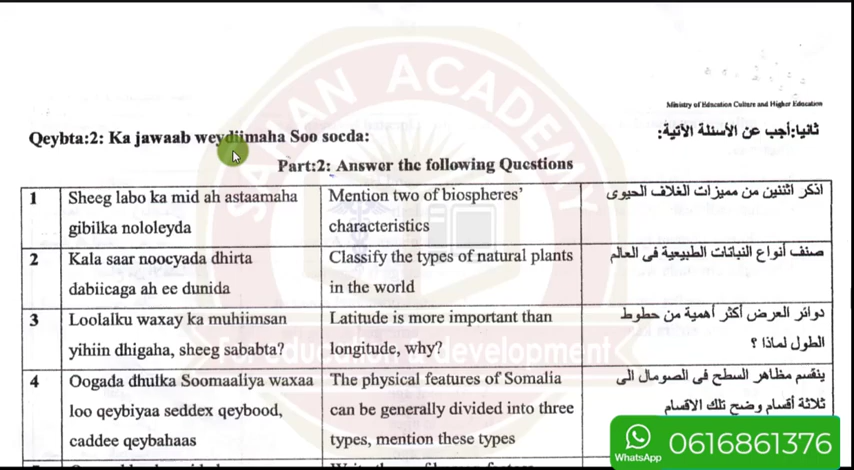 SAHAN ACADEMY
Ministry of Education Culture and Higher Education
Qeybta:2: Ka jawaab weydiimaha Soo socda:
ثانيا:أجب عن الأسئلة الآتية:
Part:2: Answer the following Questions
1
Sheeg labo ka mid ah astaamaha
gibilka nololeyda
Mention two of biospheres'
characteristics
اذكر اثنتين من مميزات الغلاف الحيوى
2
Kala saar noocyada dhirta
dabiicaga ah ee dunida
Classify the types of natural plants
in the world
صنف أنواع النباتات الطبيعية فى العالم
3
Loolalku waxay ka muhiimsan
yihiin dhigaha, sheeg sababta?
Latitude is more important than
longitude, why?
دوائر العرض أكثر أهمية من خطوط
الطول لماذا ؟
For education & development
4
Oogada dhulka Soomaaliya waxaa
loo qeybiyaa seddex qeybood,
caddee qeybahaas
The physical features of Somalia
can be generally divided into three
types, mention these types
ينقسم مظاهر السطح فى الصومال الى
ثلاثة أقسام وضح تلك الاقسام
WhatsApp
0616861376